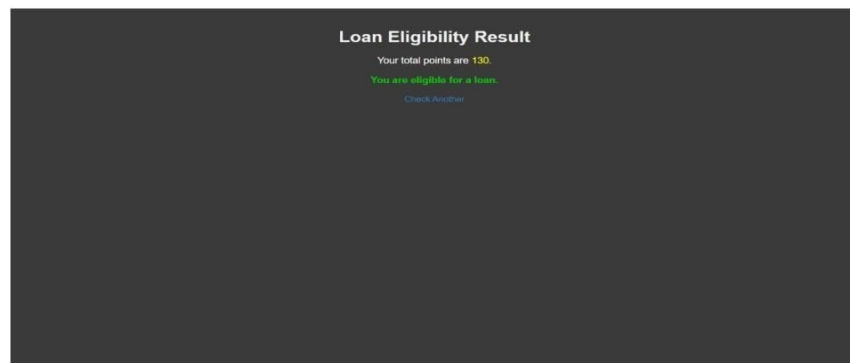 Loan Eligibility Result
Your total points are 130.
You are eligible for a loan.
Check Another